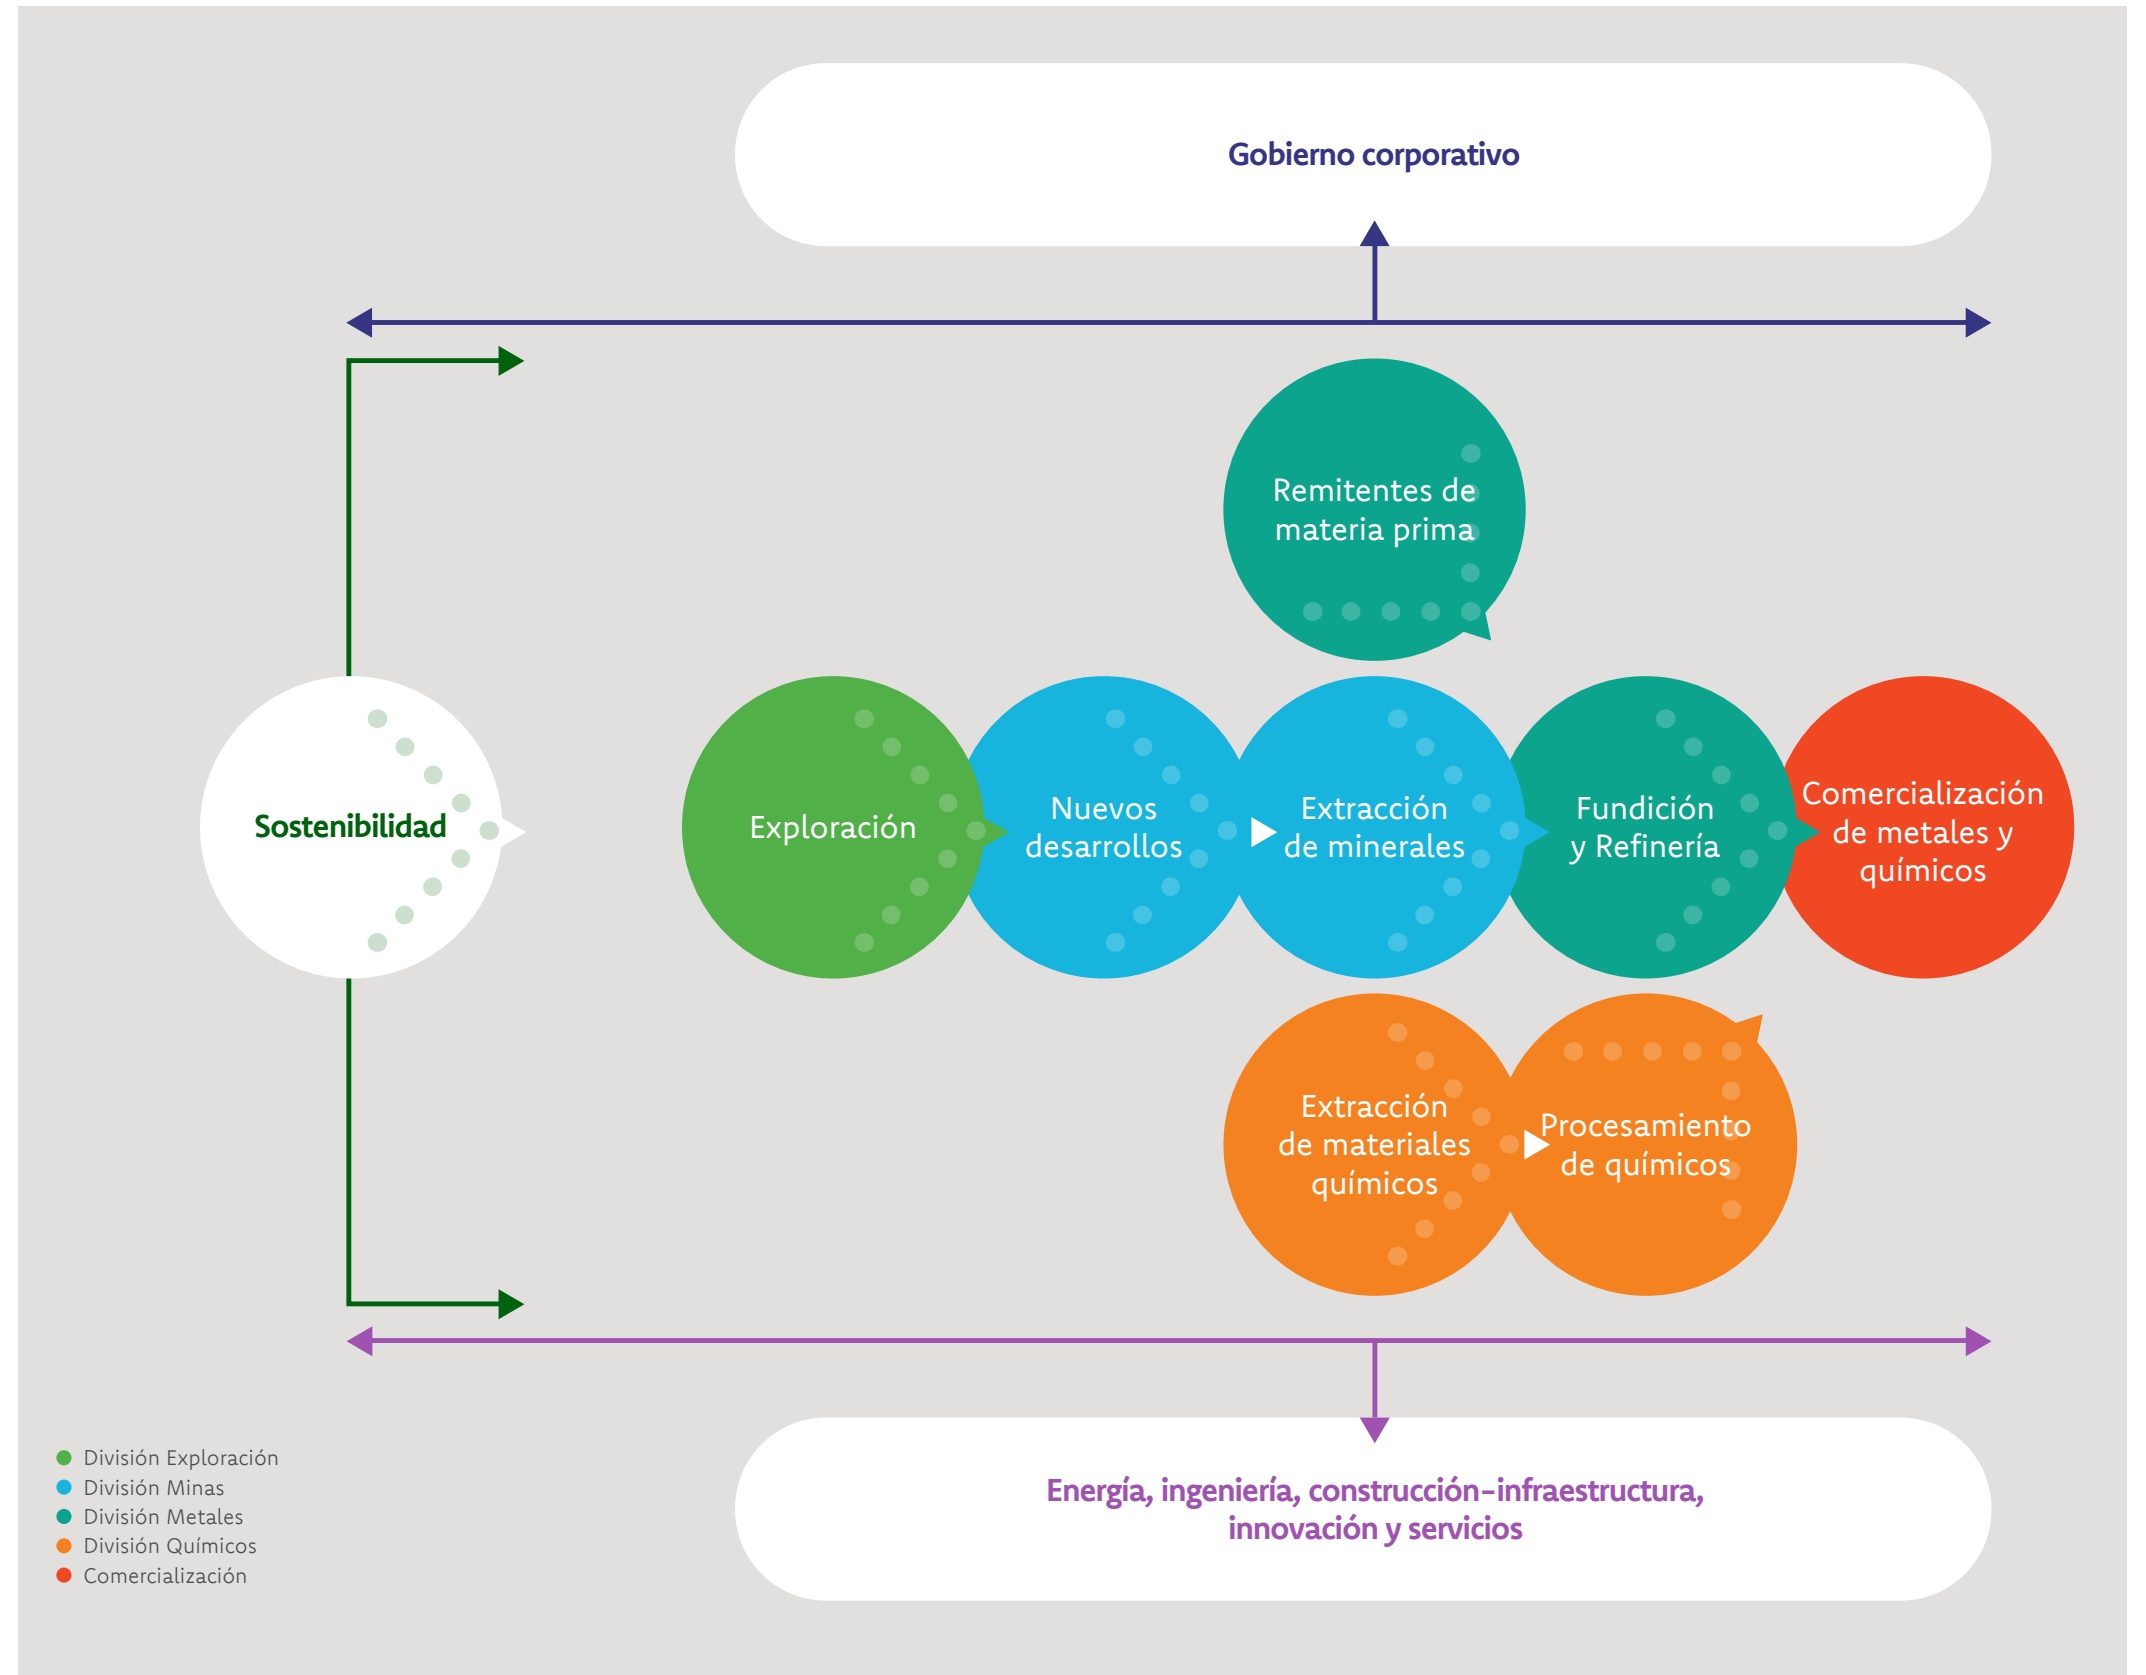 Gobierno corporativo
Remitentes de
materia prima
Sostenibilidad
Exploración
Nuevos
desarrollos
Extracción
de minerales
Fundición
y Refinería
Comercialización
de metales y
químicos
Extracción
de materiales
químicos
Procesamiento
de químicos
Energía, ingeniería, construcción-infraestructura,
innovación y servicios
División Exploración
División Minas
División Metales
División Químicos
Comercialización